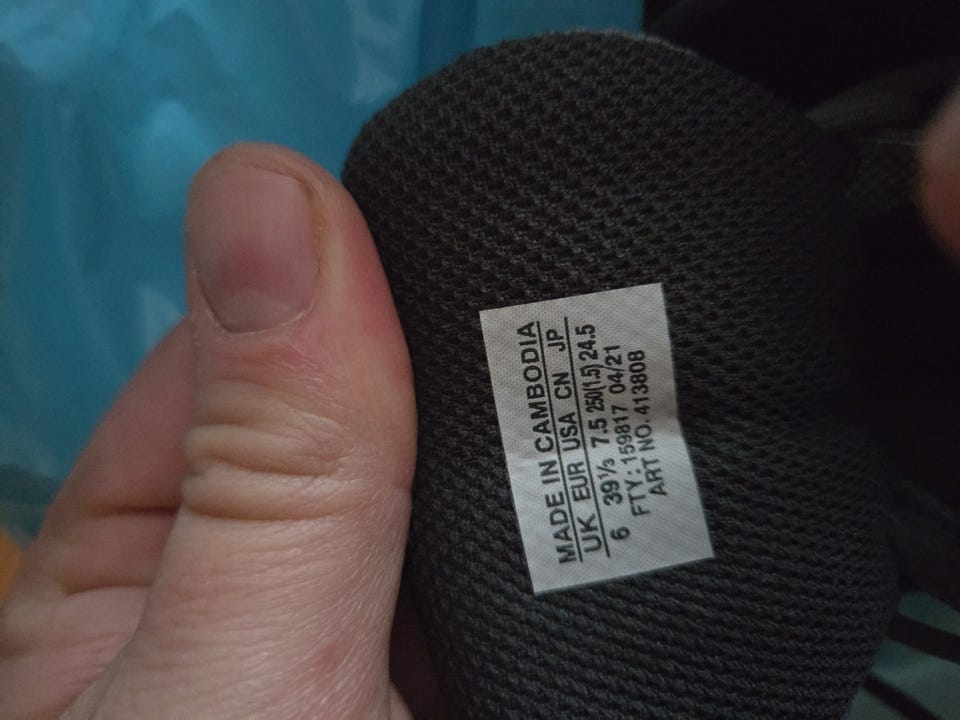 MADE IN CAMBODIA
UK EUR USA CN JP
6 39⅓ 7.5 250(1.5) 24.5
FTY: 159817 04/21
ART NO. 413808